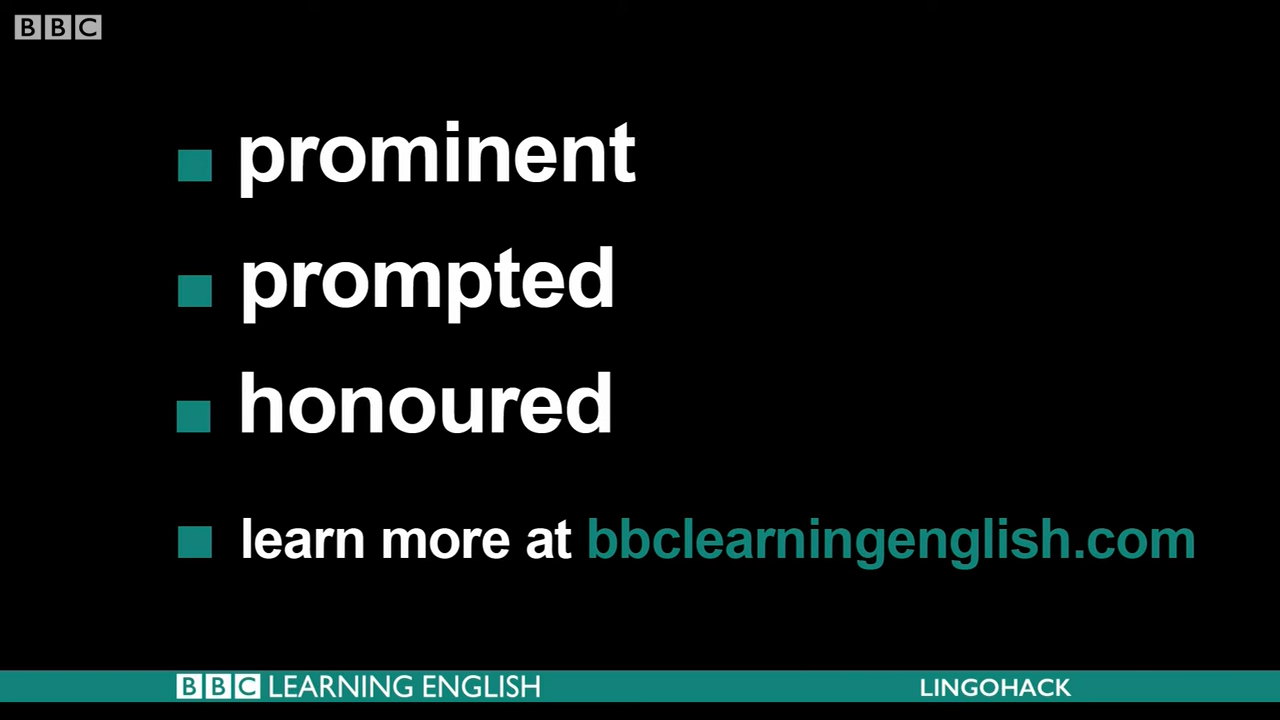 BBC
prominent
prompted
honoured
learn more at bbclearningenglish.com
BBC LEARNING ENGLISH
LINGOHACK